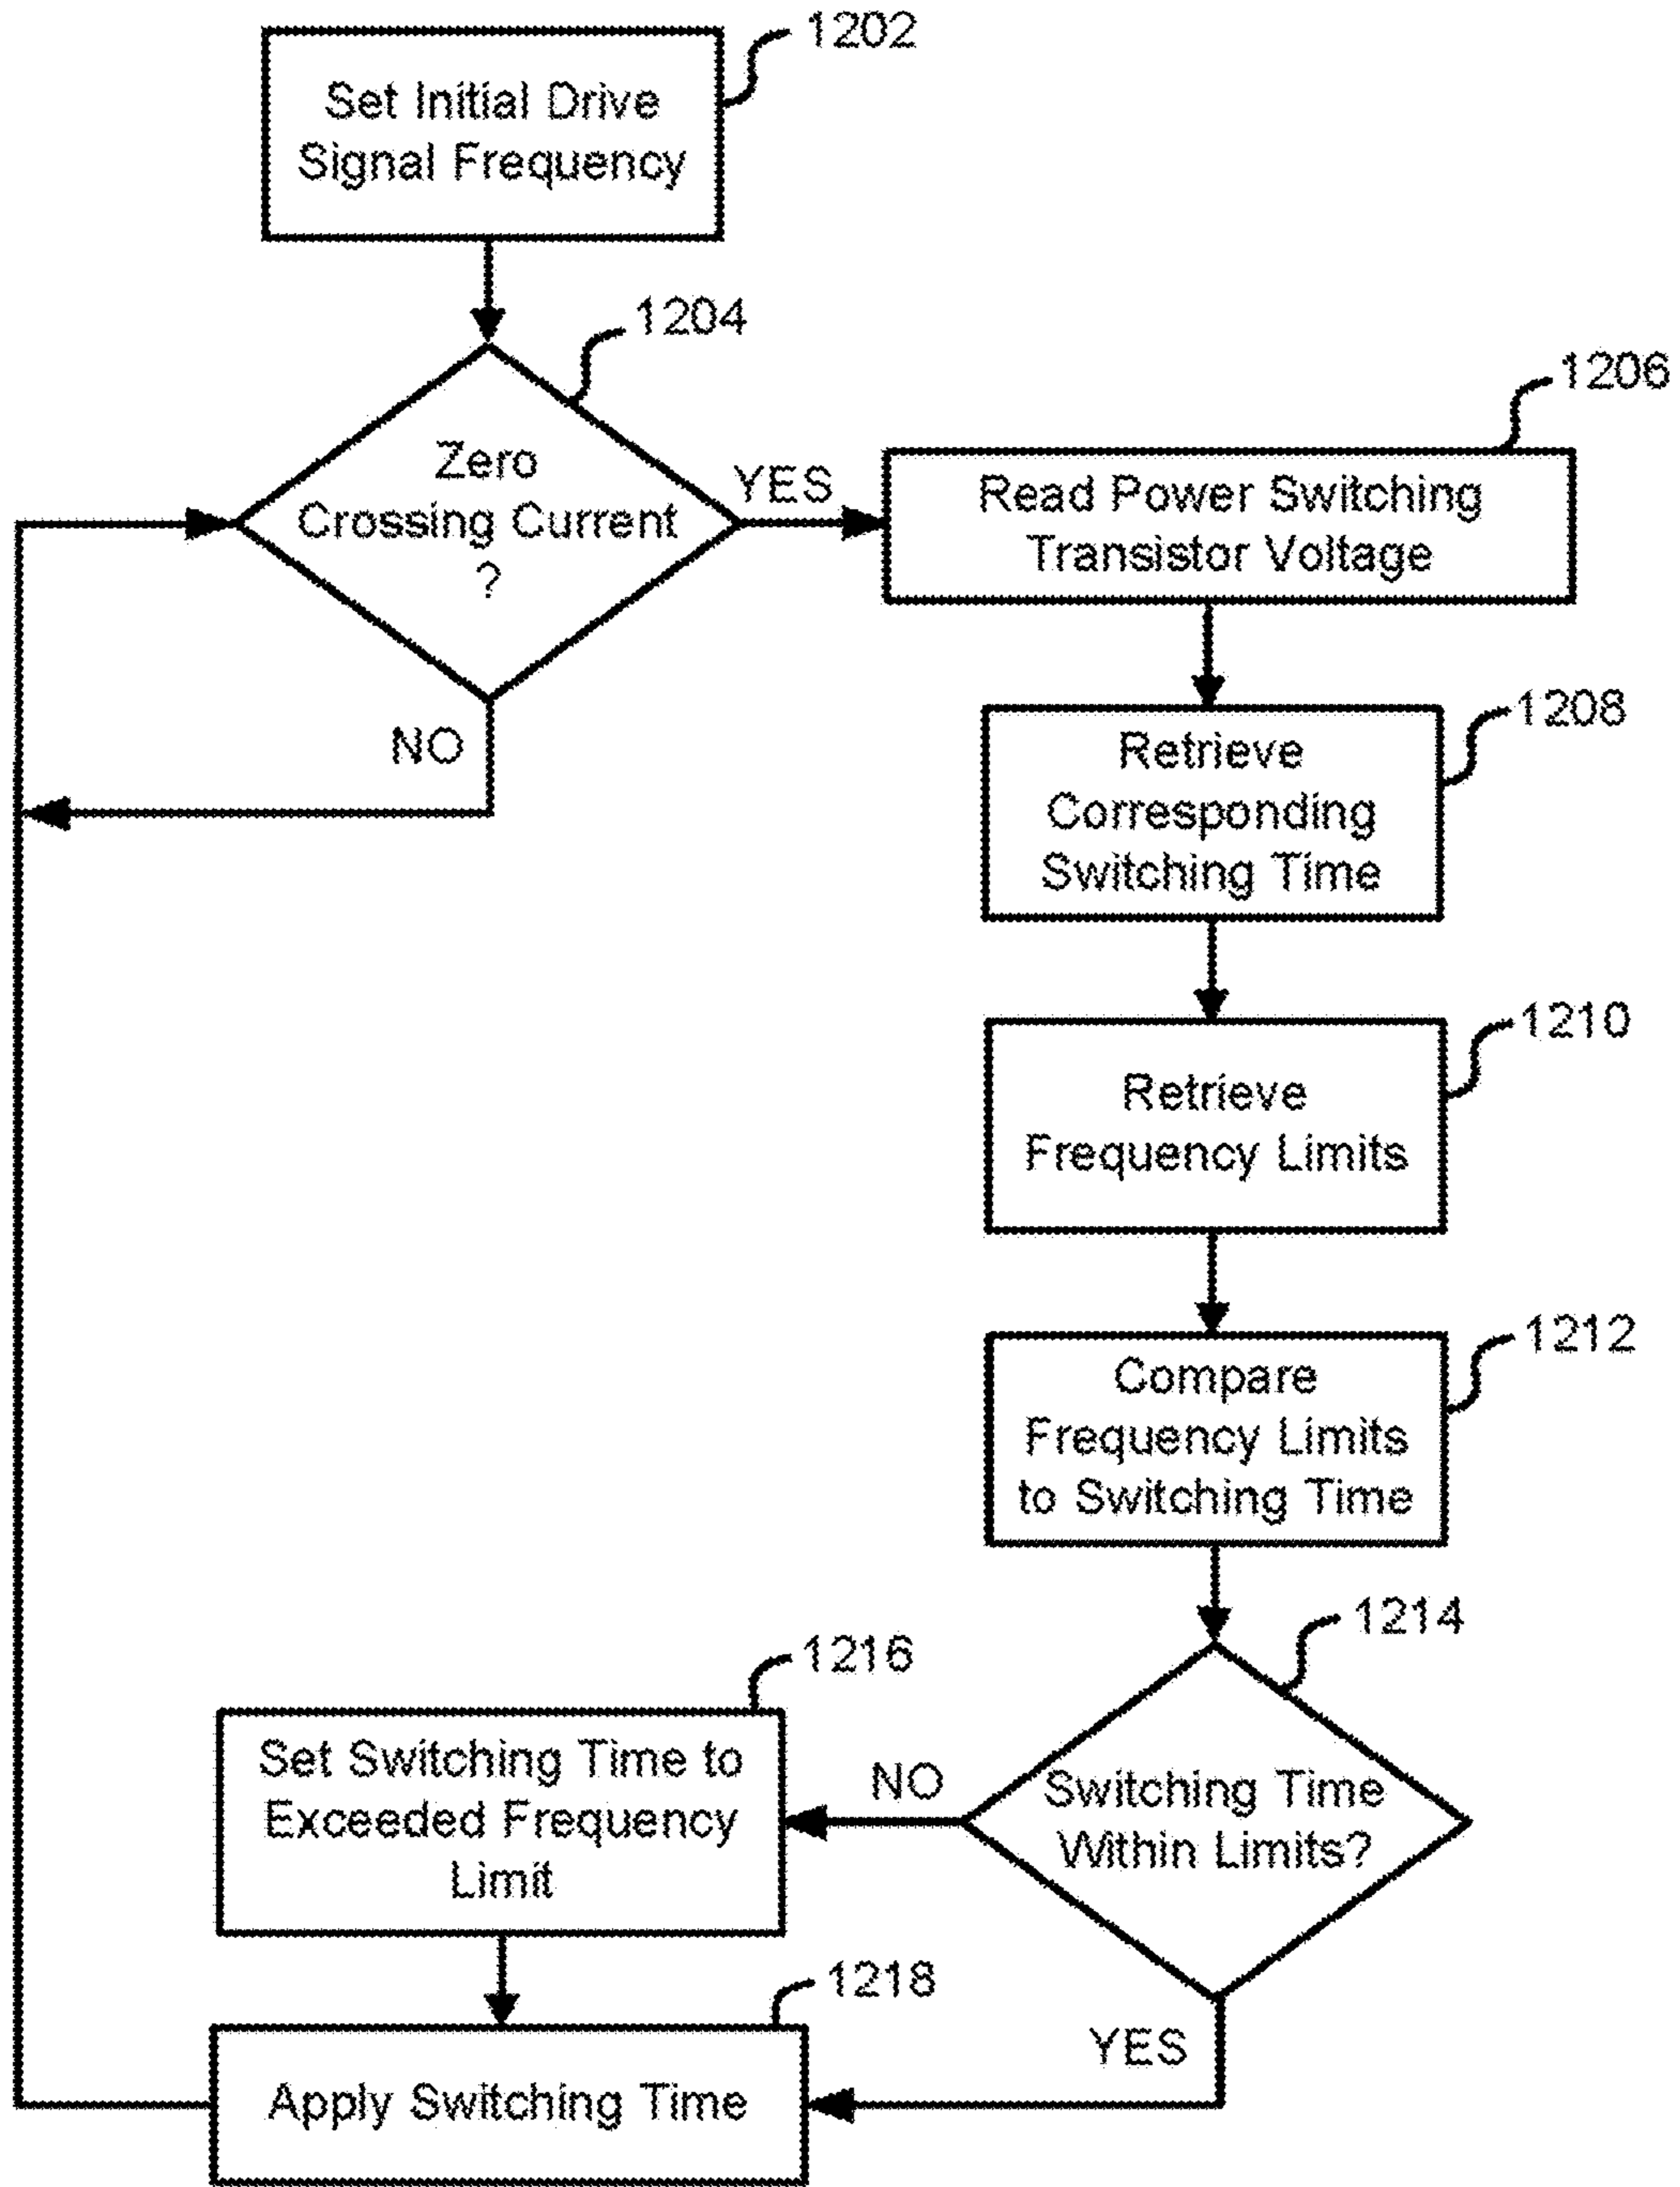 1202
Set Initial Drive
Signal Frequency
1204
Zero
Crossing Current
?
YES
NO
1206
Read Power Switching
Transistor Voltage
1208
Retrieve
Corresponding
Switching Time
1210
Retrieve
Frequency Limits
1212
Compare
Frequency Limits
to Switching Time
1214
Switching Time
Within Limits?
NO
YES
1216
Set Switching Time to
Exceeded Frequency
Limit
1218
Apply Switching Time